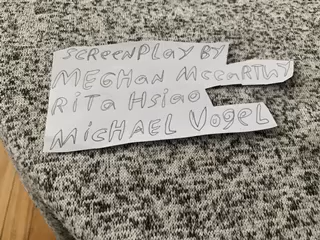 SCREENPLAY BY
MEGHAN MCCARTHY
RITA HSIAO
MICHAEL VOGEL